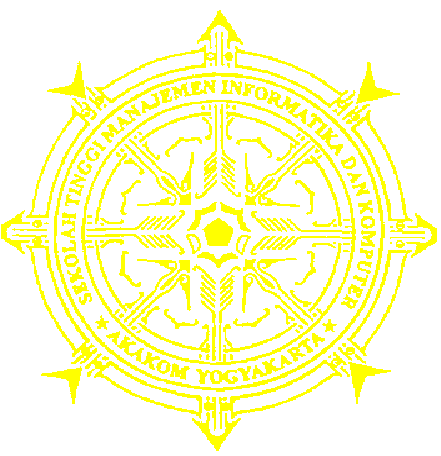 SEKOLAH TINGGI MANAJEMEN INFORMATIKA DAN KOMPUTER
★ AKAKOM YOGYAKARTA ★